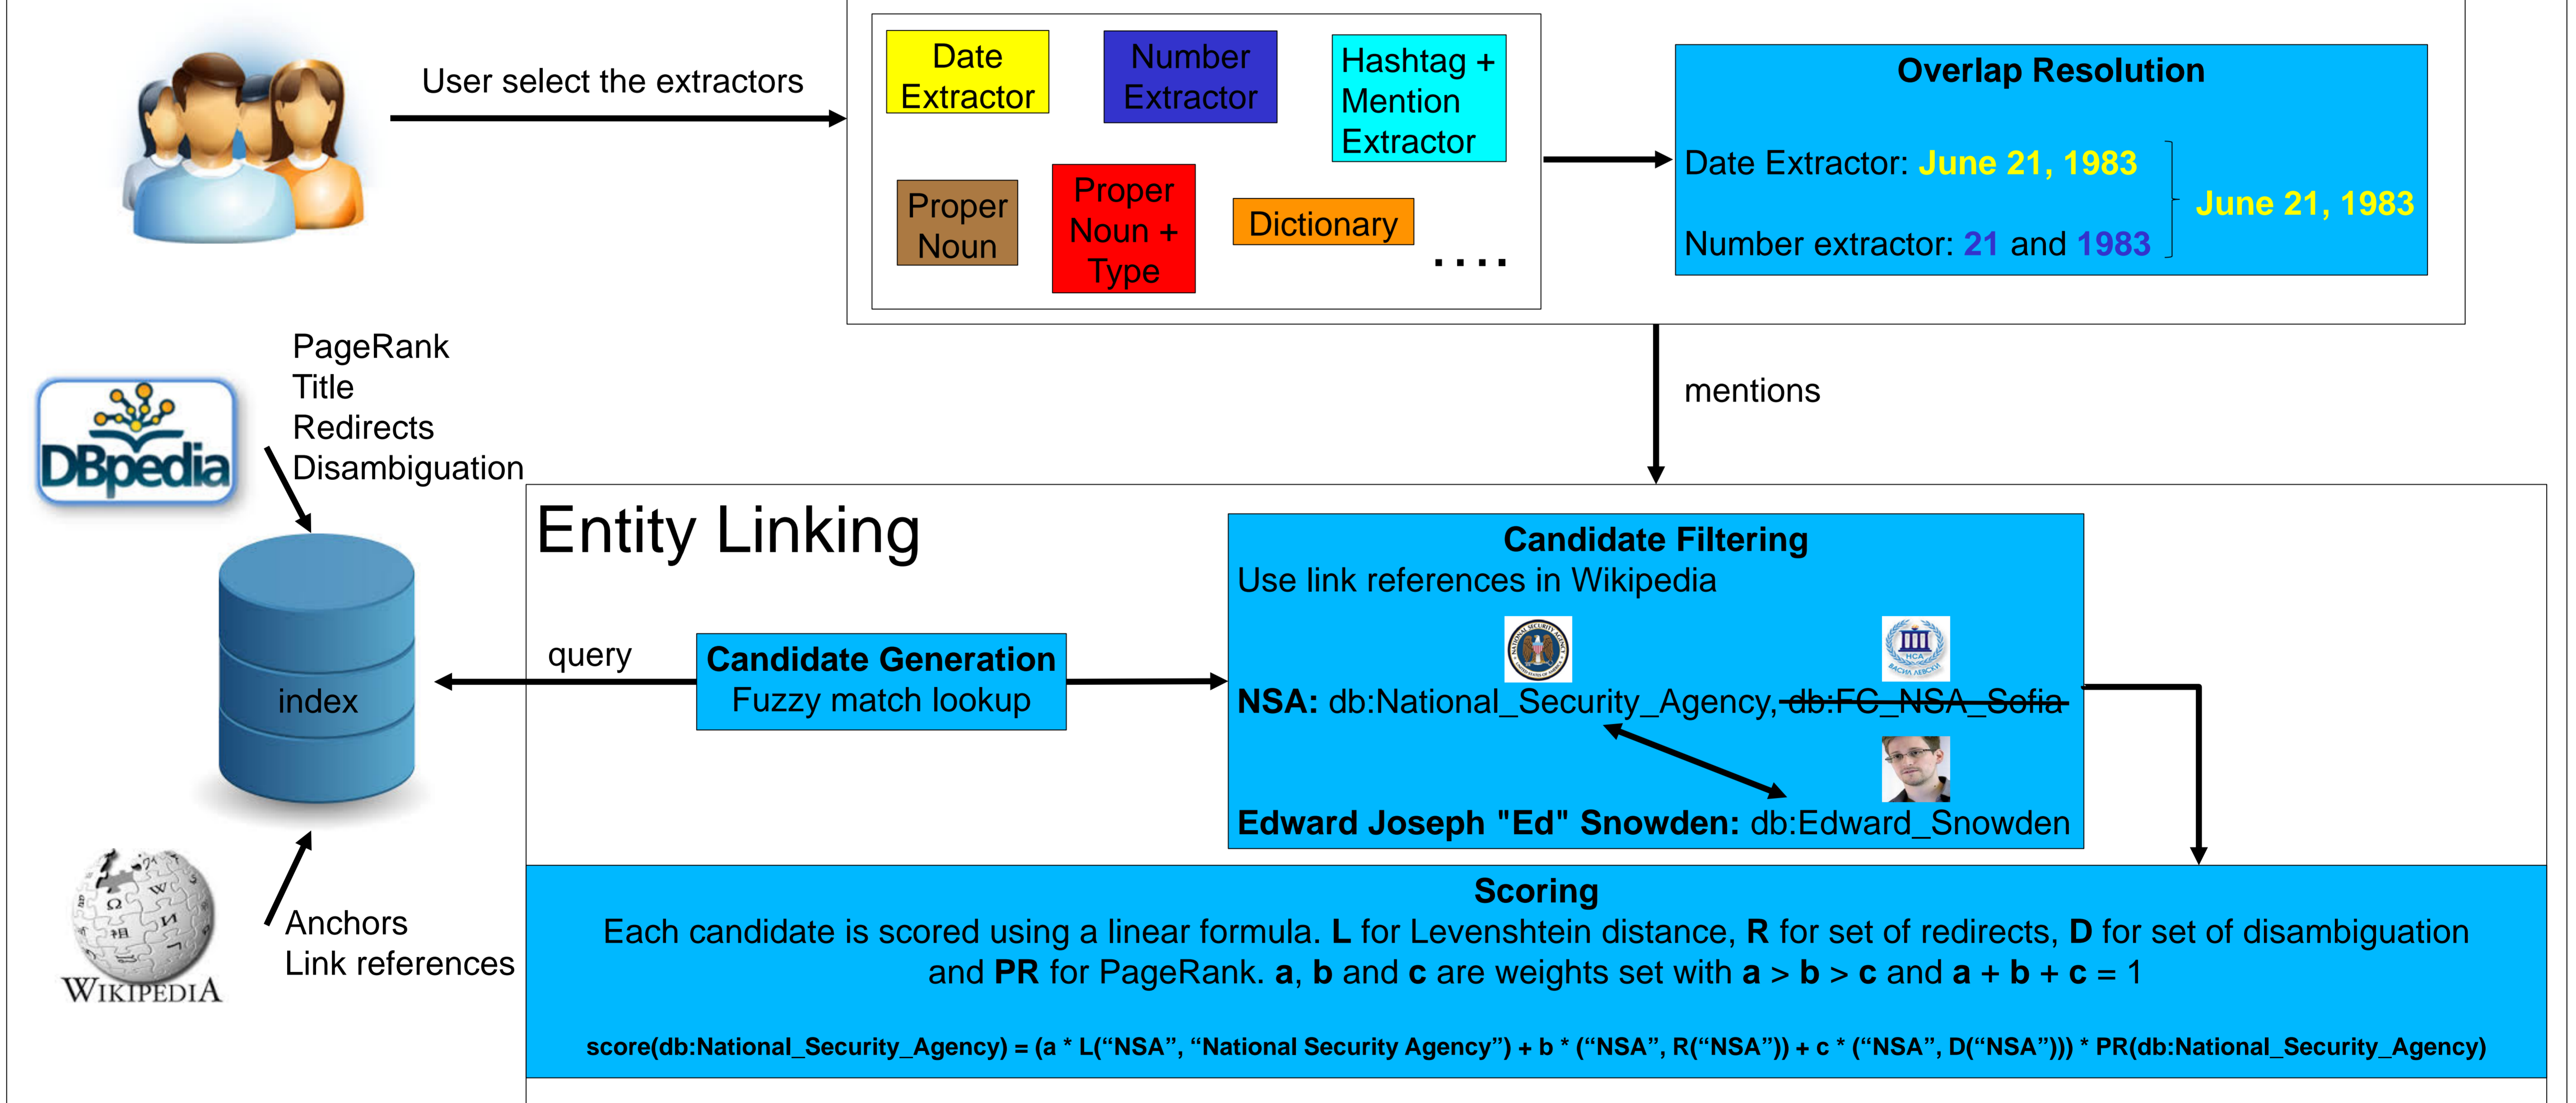 User select the extractors
Date
Extractor
Number
Extractor
Hashtag +
Mention
Extractor
Proper
Noun
Proper
Noun +
Type
Dictionary
....
Overlap Resolution
Date Extractor: June 21, 1983
Number extractor: 21 and 1983
June 21, 1983
mentions
PageRank
Title
Redirects
Disambiguation
DBpedia
index
WIKIPEDIA
Anchors
Link references
Entity Linking
query
Candidate Generation
Fuzzy match lookup
Candidate Filtering
Use link references in Wikipedia
НСА
ВАСИЛ ЛЕВСКИ
NSA: db:National_Security_Agency, db:FC_NSA_Sofia
Edward Joseph "Ed" Snowden: db:Edward_Snowden
Scoring
Each candidate is scored using a linear formula. L for Levenshtein distance, R for set of redirects, D for set of disambiguation
and PR for PageRank. a, b and c are weights set with a > b > c and a + b + c = 1
score(db:National_Security_Agency) = (a * L(“NSA”, “National Security Agency”) + b * (“NSA”, R(“NSA”)) + c * (“NSA”, D(“NSA”))) * PR(db:National_Security_Agency)